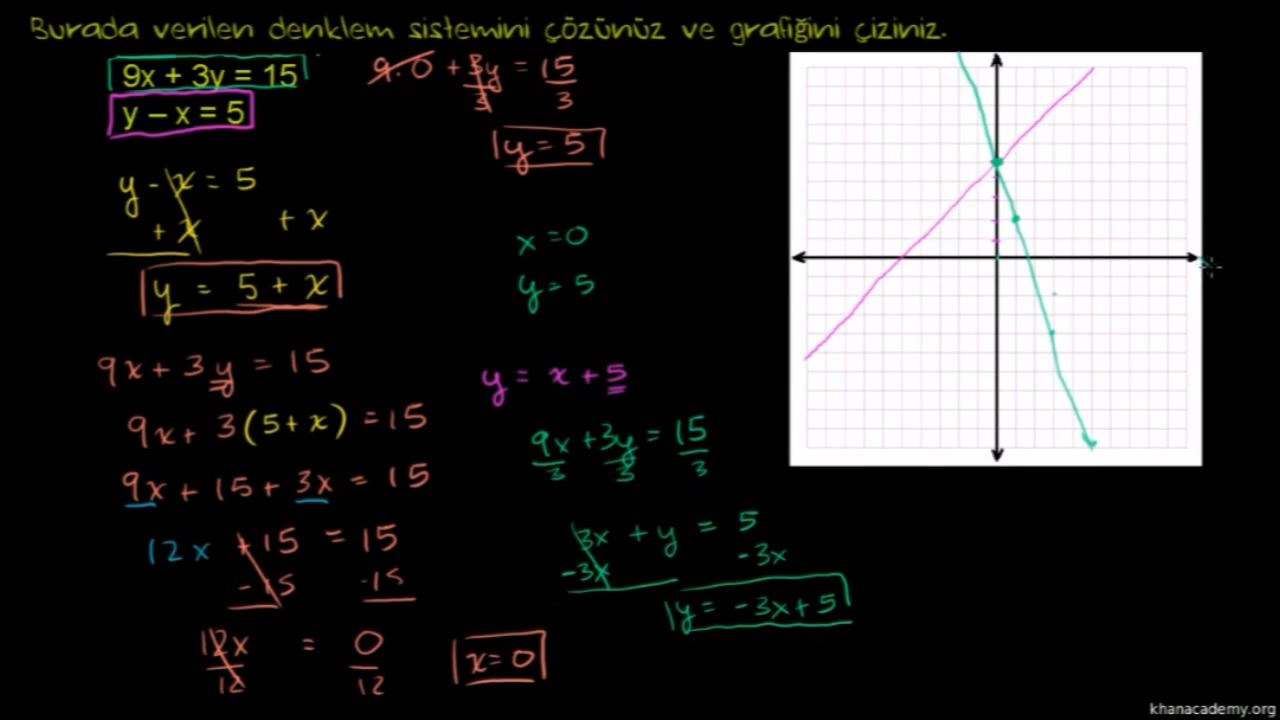 Burada verilen denklem sistemini çözünüz ve grafiğini çiziniz.
9x + 3y = 15
y – x = 5
y - x = 5
+ x + x
y = 5 + x
9x + 3y = 15
9x + 3(5+x) = 15
9x + 15 + 3x = 15
12x + 15 = 15
- 15 -15
12x = 0
12 12
x = 0
9.0 + 3y = 15
3 3
y = 5
x = 0
y = 5
y = x + 5
9x + 3y = 15
3 3 3
3x + y = 5
-3x -3x
y = -3x + 5
khanacademy.org